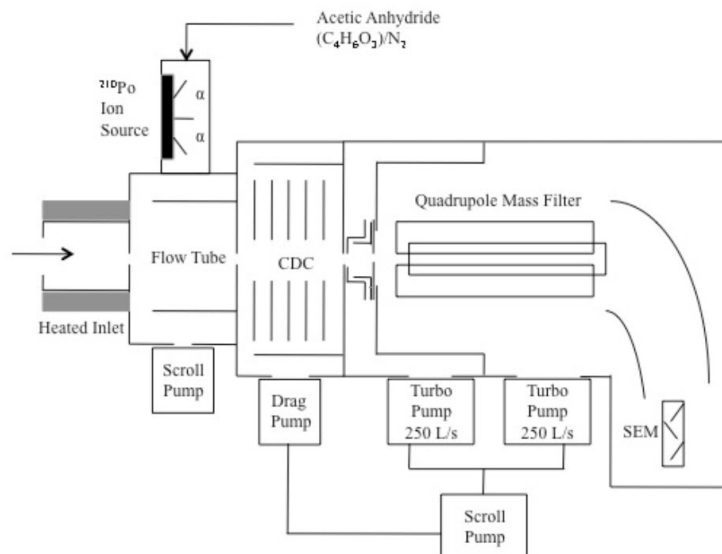 Acetic Anhydride
(C₄H₆O₃)/N₂
²¹⁰Po
Ion
Source
α
α
Quadrupole Mass Filter
Flow Tube
CDC
Heated Inlet
Scroll
Pump
Drag
Pump
Turbo
Pump
250 L/s
Turbo
Pump
250 L/s
SEM
Scroll
Pump